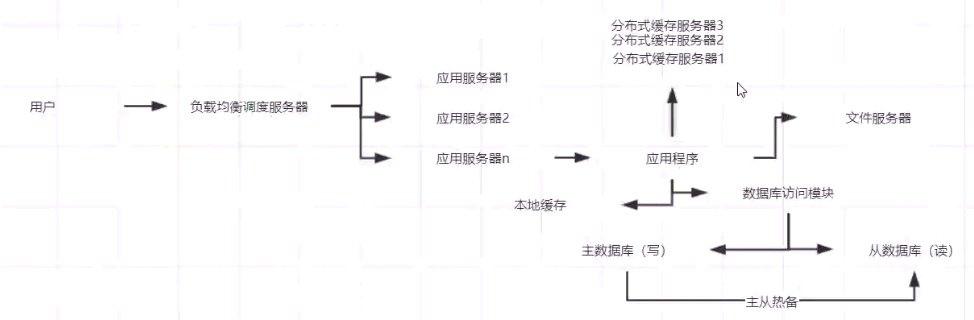 分布式缓存服务器3
分布式缓存服务器2
分布式缓存服务器1
应用服务器1
用户
负载均衡调度服务器
应用服务器2
文件服务器
应用服务器n
应用程序
数据库访问模块
本地缓存
主数据库（写）
从数据库（读）
主从热备